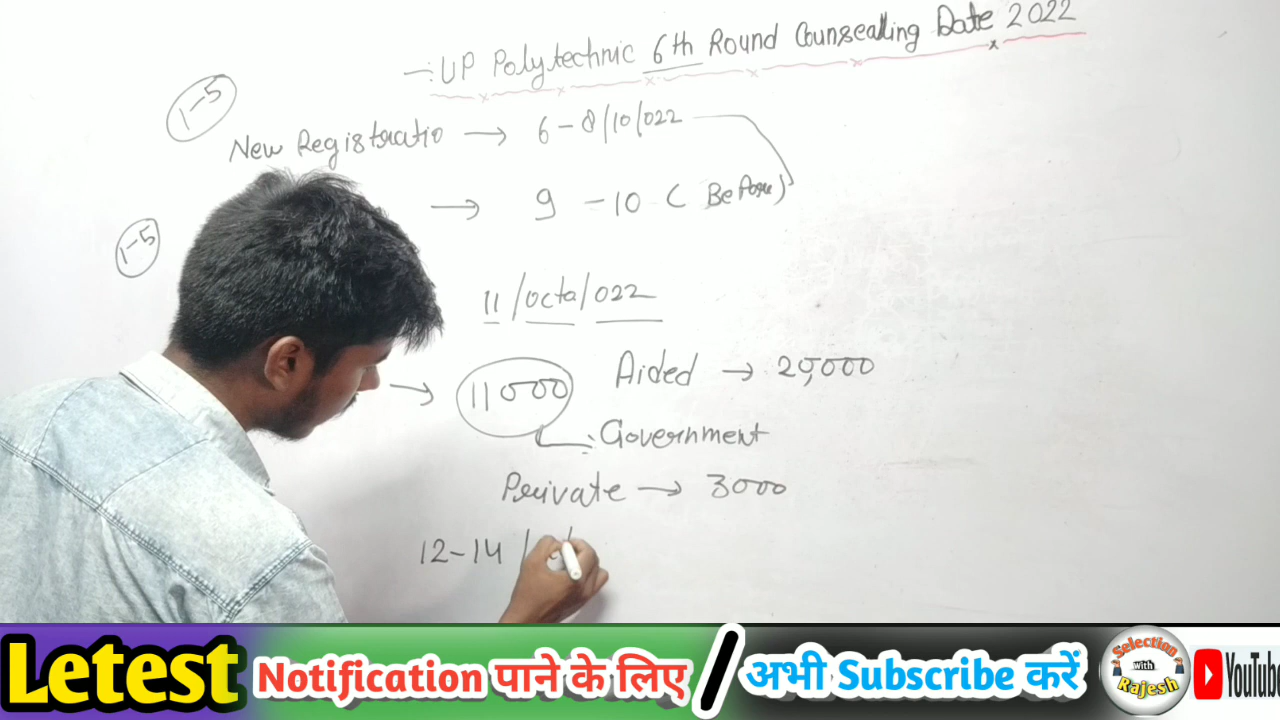 -: UP Polytechnic 6th Round Counsealling Date 2022
1-5
New Registoratio → 6-8/10/022
→ 9-10 (Before)
1-5
11/octa/022
→ 11000 Aided → 25,000
Government
Perivate → 3000
12-14 /
Letest Notification पाने के लिए / अभी Subscribe करें
Selection with Rajesh
YouTube